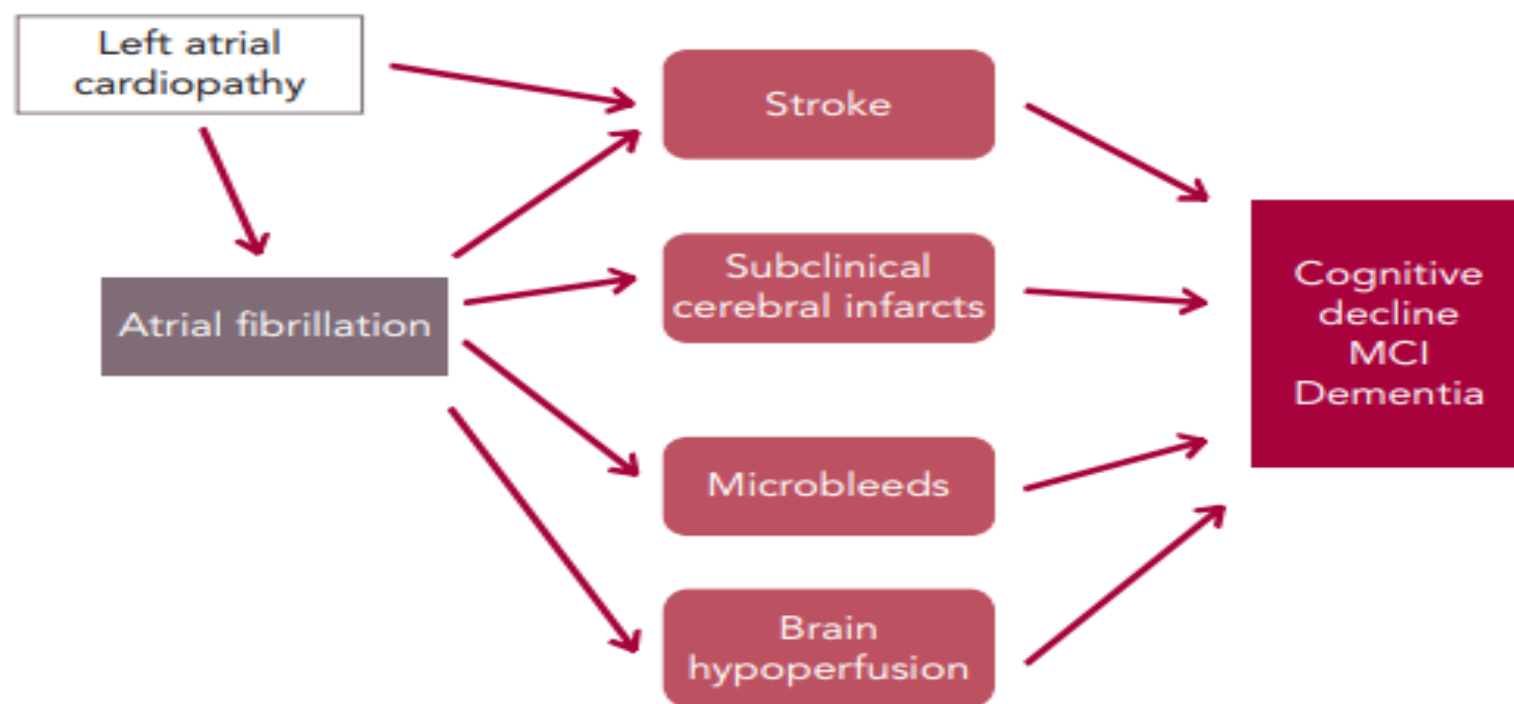 Left atrial
cardiopathy
Stroke
Subclinical
cerebral infarcts
Atrial fibrillation
Cognitive
decline
MCI
Dementia
Microbleeds
Brain
hypoperfusion